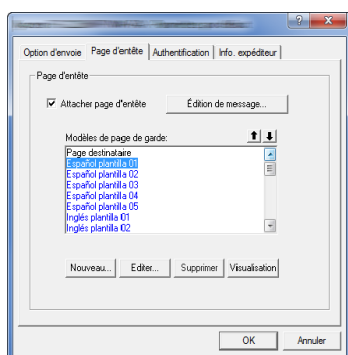 Option d'envoie Page d'entête Authentification Info. expéditeur
Page d'entête
Attacher page d'entête Édition de message...
Modèles de page de garde:
Page destinataire
Español plantilla 01
Español plantilla 02
Español plantilla 03
Español plantilla 04
Español plantilla 05
Inglés plantilla 01
Inglés plantilla 02
Nouveau... Editer... Supprimer Visualisation
OK Annuler